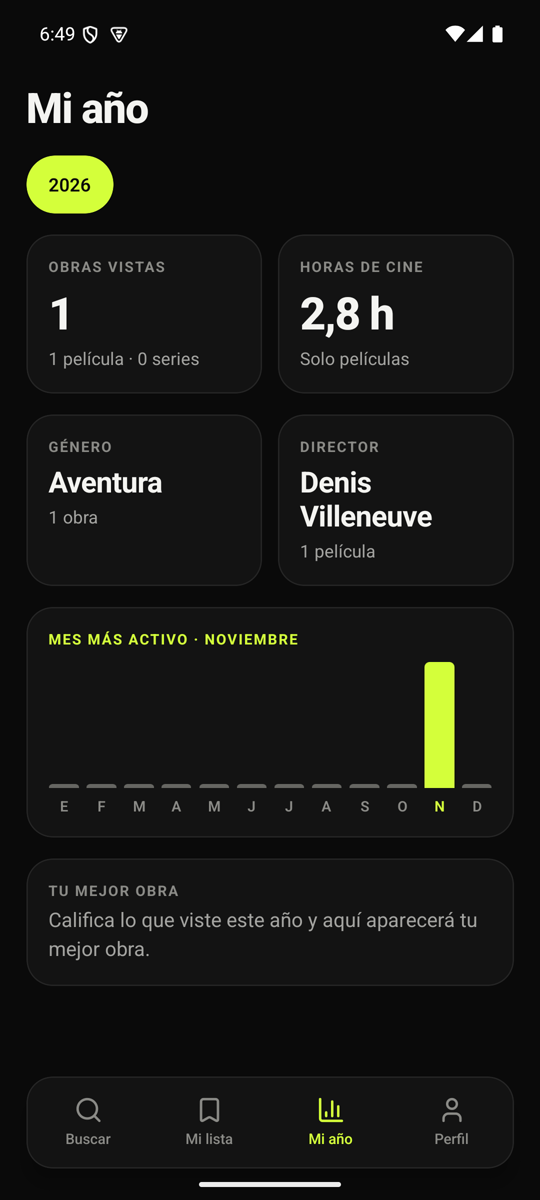 6:49
Mi año
2026
OBRAS VISTAS
1
1 película · 0 series
HORAS DE CINE
2,8 h
Solo películas
GÉNERO
Aventura
1 obra
DIRECTOR
Denis
Villeneuve
1 película
MES MÁS ACTIVO · NOVIEMBRE
E F M A M J J A S O N D
TU MEJOR OBRA
Califica lo que viste este año y aquí aparecerá tu
mejor obra.
Buscar
Mi lista
Mi año
Perfil